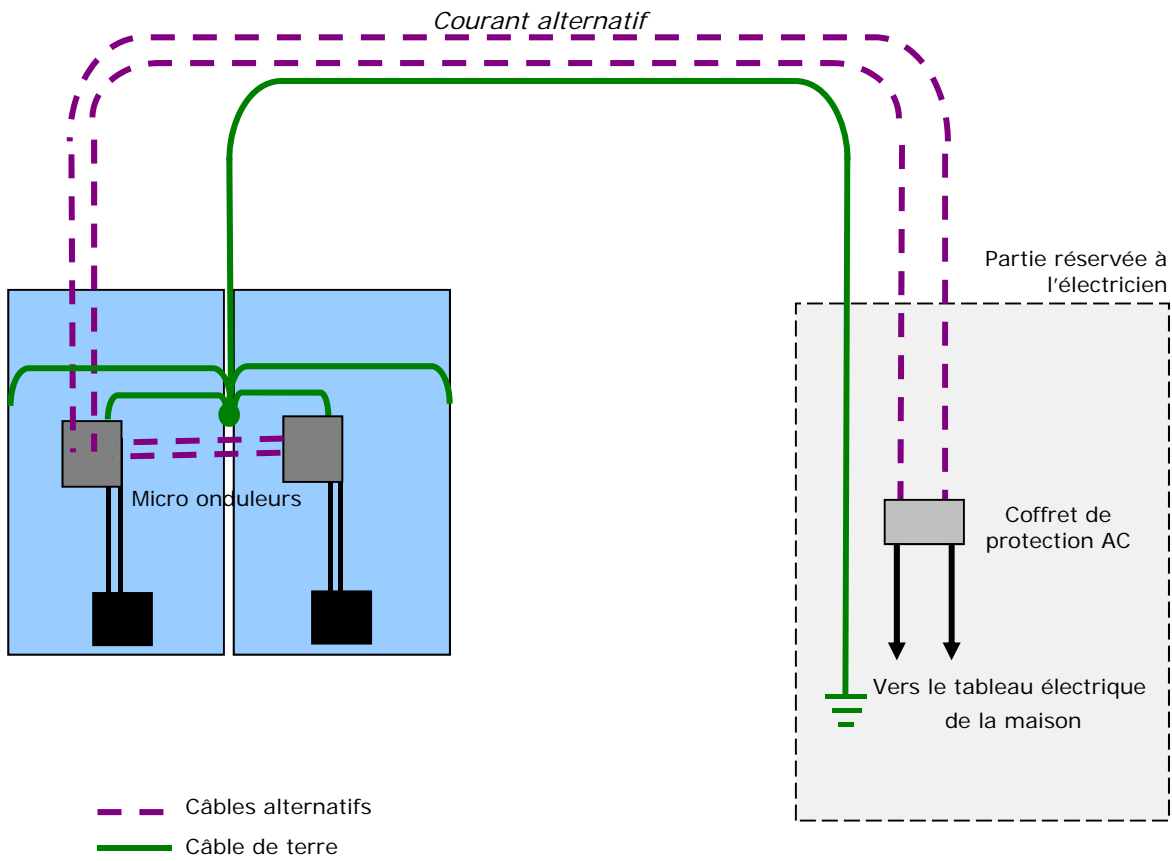 Courant alternatif
Partie réservée à
l'électricien
Micro onduleurs
Coffret de
protection AC
Vers le tableau électrique
de la maison
Câbles alternatifs
Câble de terre